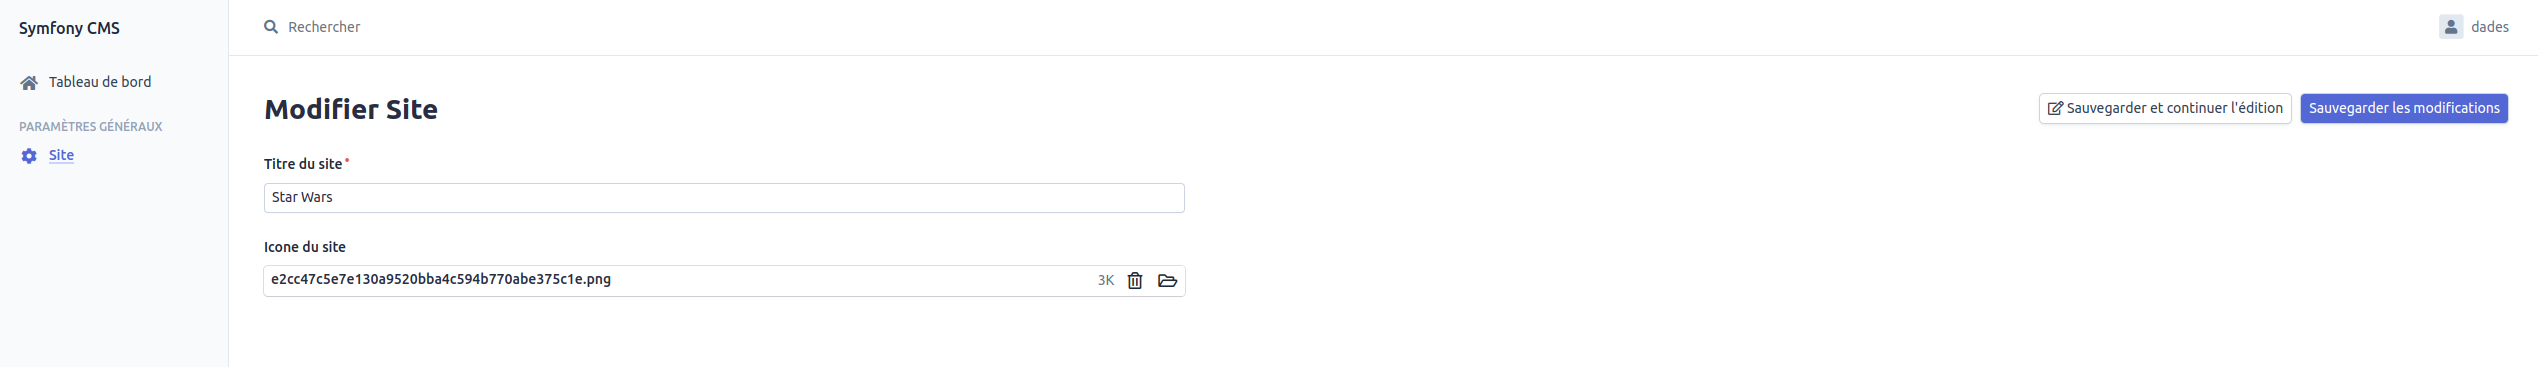 Symfony CMS
Rechercher
dades
Tableau de bord
PARAMÈTRES GÉNÉRAUX
Site
Modifier Site
Sauvegarder et continuer l'édition
Sauvegarder les modifications
Titre du site*
Star Wars
Icone du site
e2cc47c5e7e130a9520bba4c594b770abe375c1e.png
3K